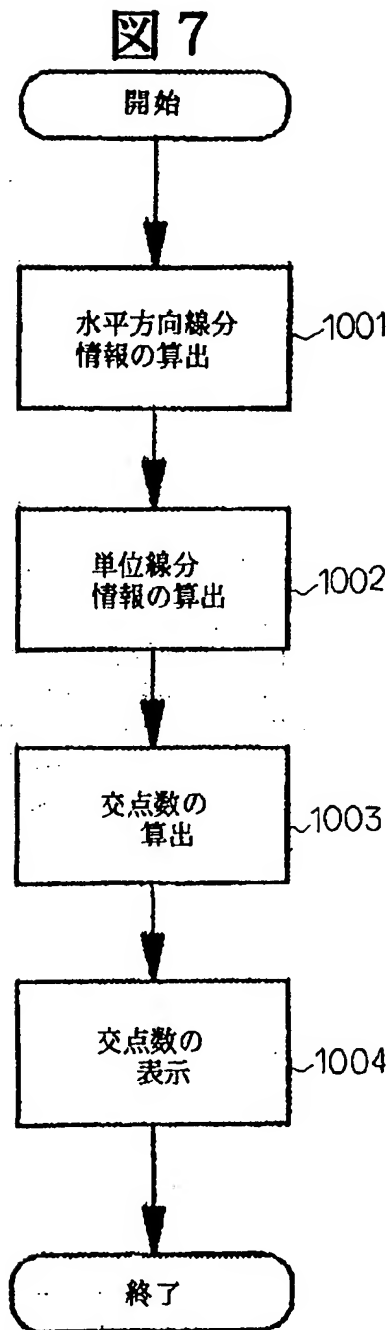 図 7
開始
水平方向線分
情報の算出
1001
単位線分
情報の算出
1002
交点数の
算出
1003
交点数の
表示
1004
終了